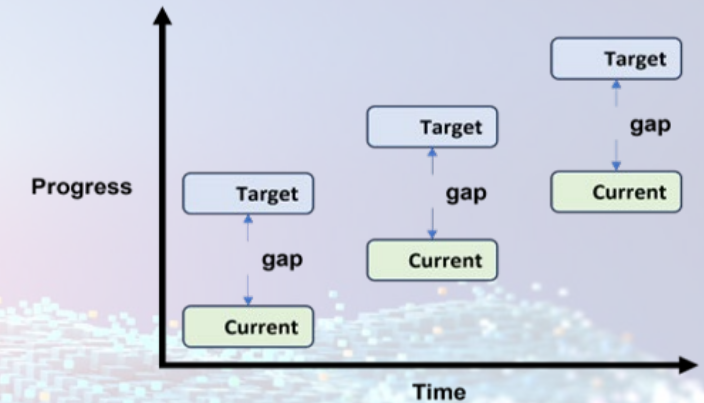 Target
Target
gap
Progress
Target
gap
Current
gap
Current
Current
Time